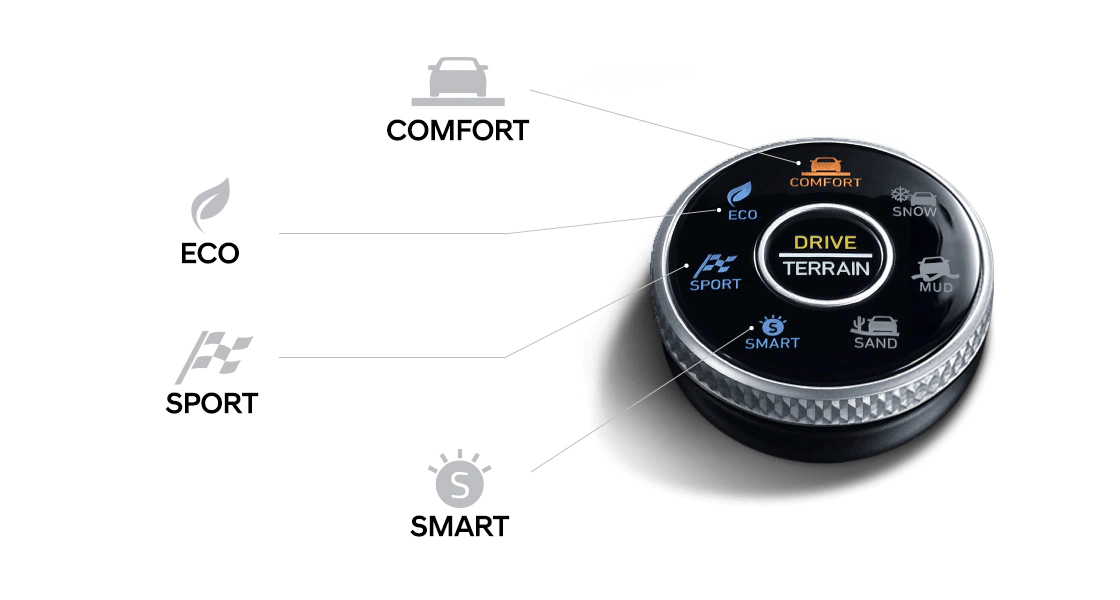 COMFORT
ECO
SPORT
S
SMART
COMFORT
ECO
SNOW
DRIVE
TERRAIN
SPORT
MUD
S
SMART
SAND